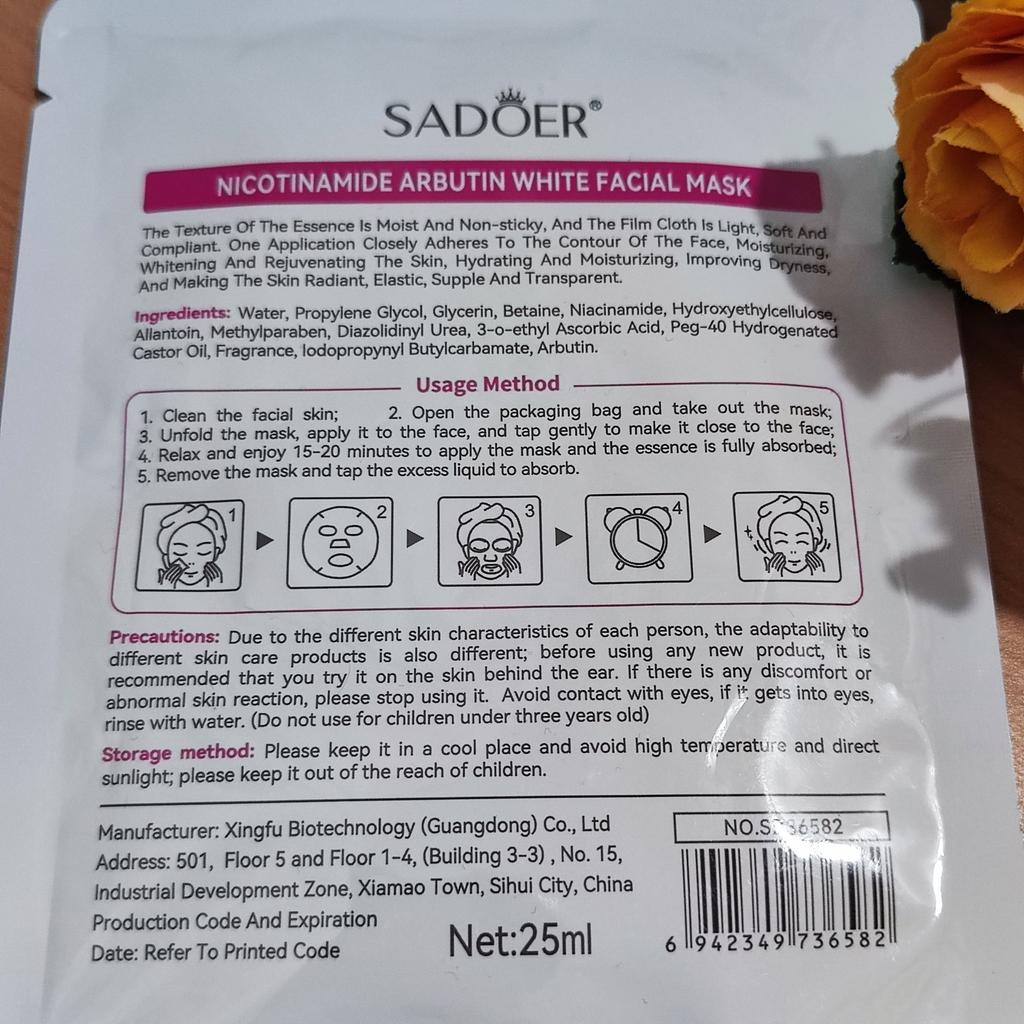 SADOER®
NICOTINAMIDE ARBUTIN WHITE FACIAL MASK
The Texture Of The Essence Is Moist And Non-sticky, And The Film Cloth Is Light, Soft And
Compliant. One Application Closely Adheres To The Contour Of The Face, Moisturizing,
Whitening And Rejuvenating The Skin, Hydrating And Moisturizing, Improving Dryness,
And Making The Skin Radiant, Elastic, Supple And Transparent.
Ingredients: Water, Propylene Glycol, Glycerin, Betaine, Niacinamide, Hydroxyethylcellulose,
Allantoin, Methylparaben, Diazolidinyl Urea, 3-o-ethyl Ascorbic Acid, Peg-40 Hydrogenated
Castor Oil, Fragrance, Iodopropynyl Butylcarbamate, Arbutin.
Usage Method
1. Clean the facial skin; 2. Open the packaging bag and take out the mask;
3. Unfold the mask, apply it to the face, and tap gently to make it close to the face;
4. Relax and enjoy 15-20 minutes to apply the mask and the essence is fully absorbed;
5. Remove the mask and tap the excess liquid to absorb.
1 2 3 4 5
Precautions: Due to the different skin characteristics of each person, the adaptability to
different skin care products is also different; before using any new product, it is
recommended that you try it on the skin behind the ear. If there is any discomfort or
abnormal skin reaction, please stop using it. Avoid contact with eyes, if it gets into eyes,
rinse with water. (Do not use for children under three years old)
Storage method: Please keep it in a cool place and avoid high temperature and direct
sunlight; please keep it out of the reach of children.
Manufacturer: Xingfu Biotechnology (Guangdong) Co., Ltd
Address: 501, Floor 5 and Floor 1-4, (Building 3-3) , No. 15,
Industrial Development Zone, Xiamao Town, Sihui City, China
Production Code And Expiration
Date: Refer To Printed Code
Net:25ml
6 942349 736582